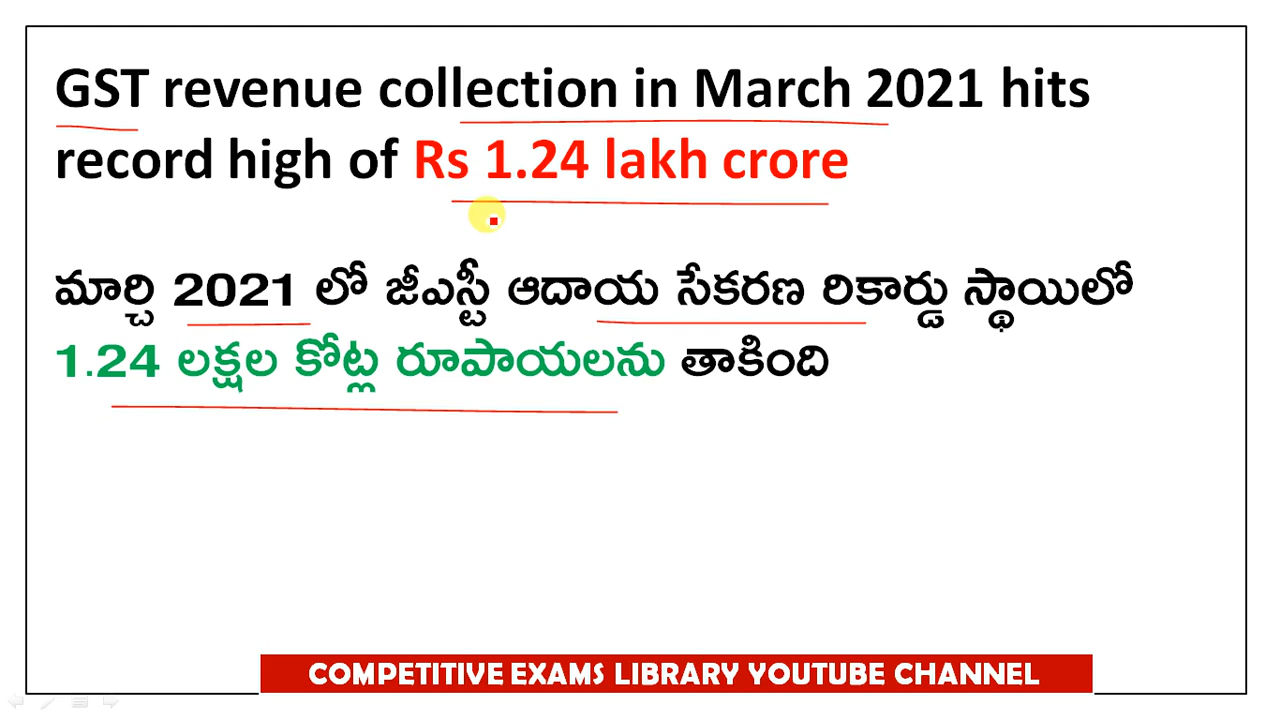 GST revenue collection in March 2021 hits
record high of Rs 1.24 lakh crore
మార్చి 2021 లో జీఎస్టీ ఆదాయ సేకరణ రికార్డు స్థాయిలో
1.24 లక్షల కోట్ల రూపాయలను తాకింది
COMPETITIVE EXAMS LIBRARY YOUTUBE CHANNEL